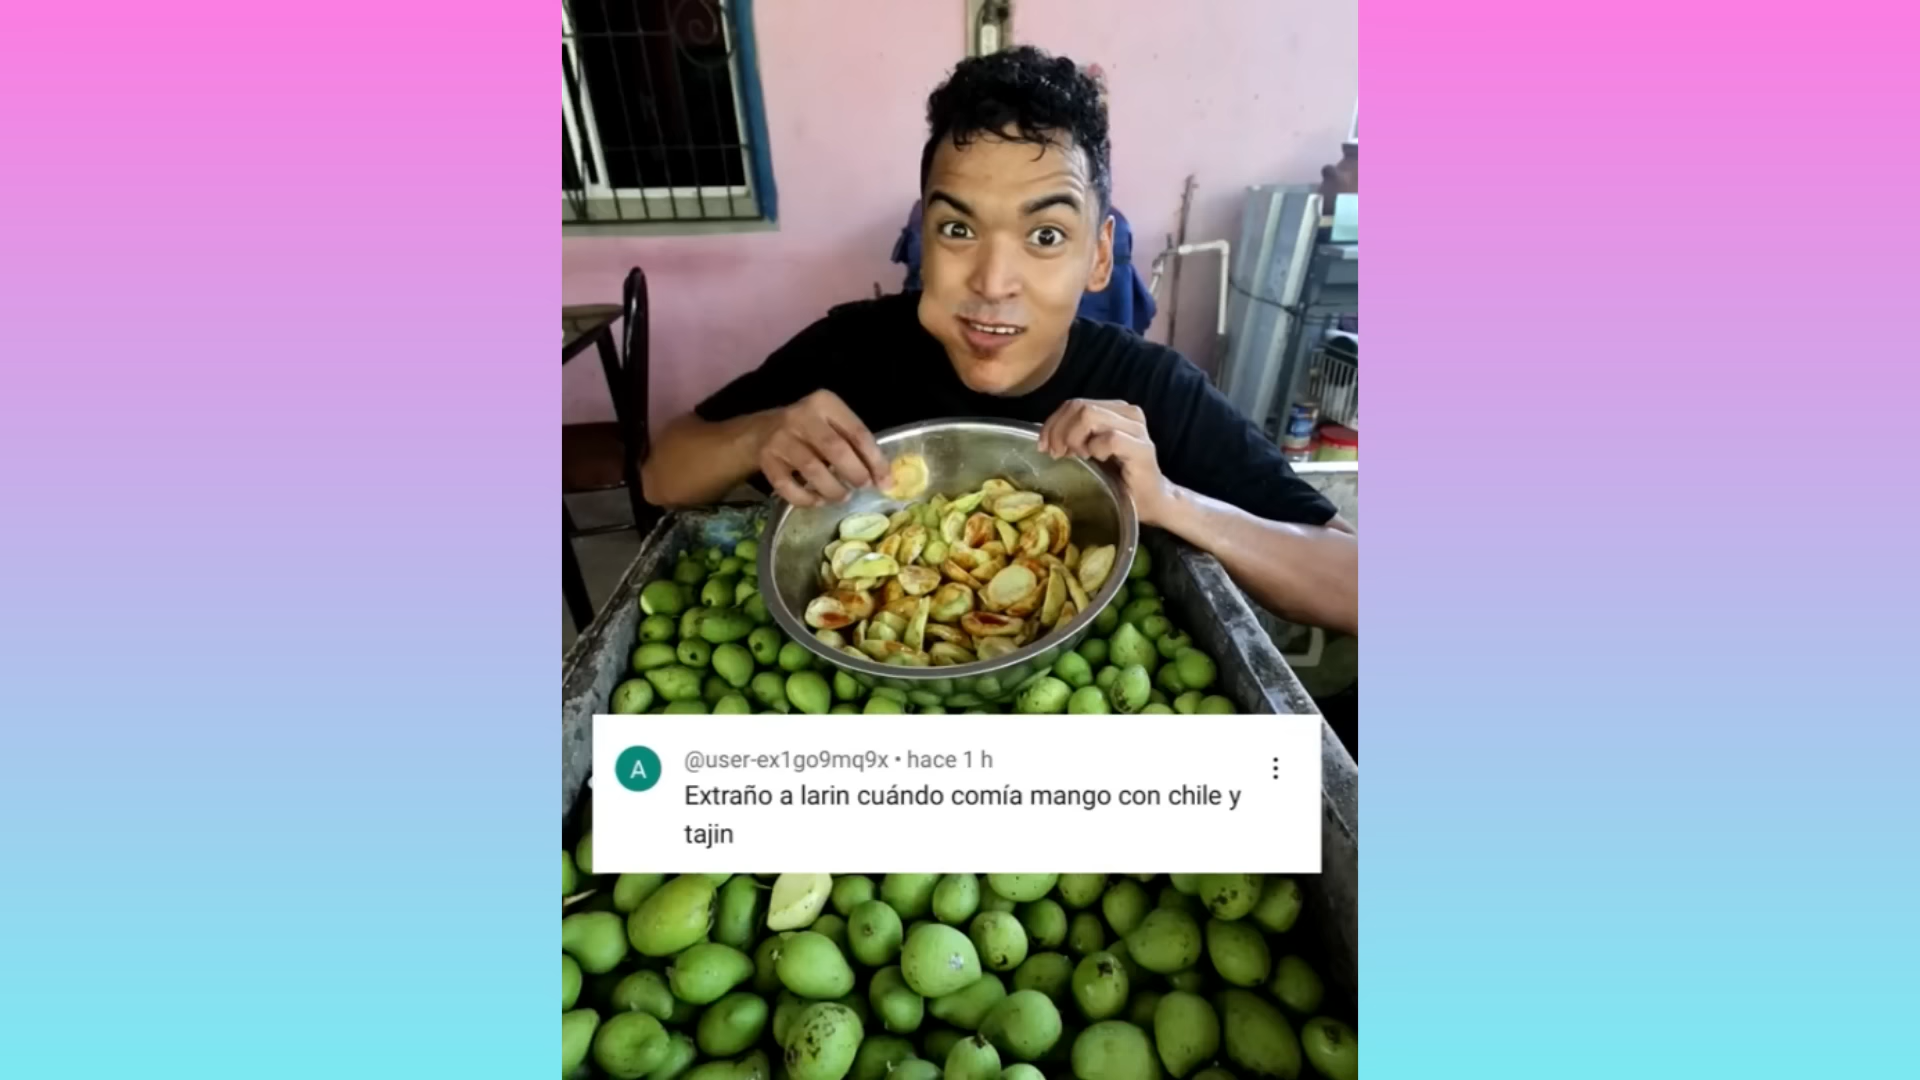 A
@user-ex1go9mq9x • hace 1 h
Extraño a larin cuándo comía mango con chile y
tajin